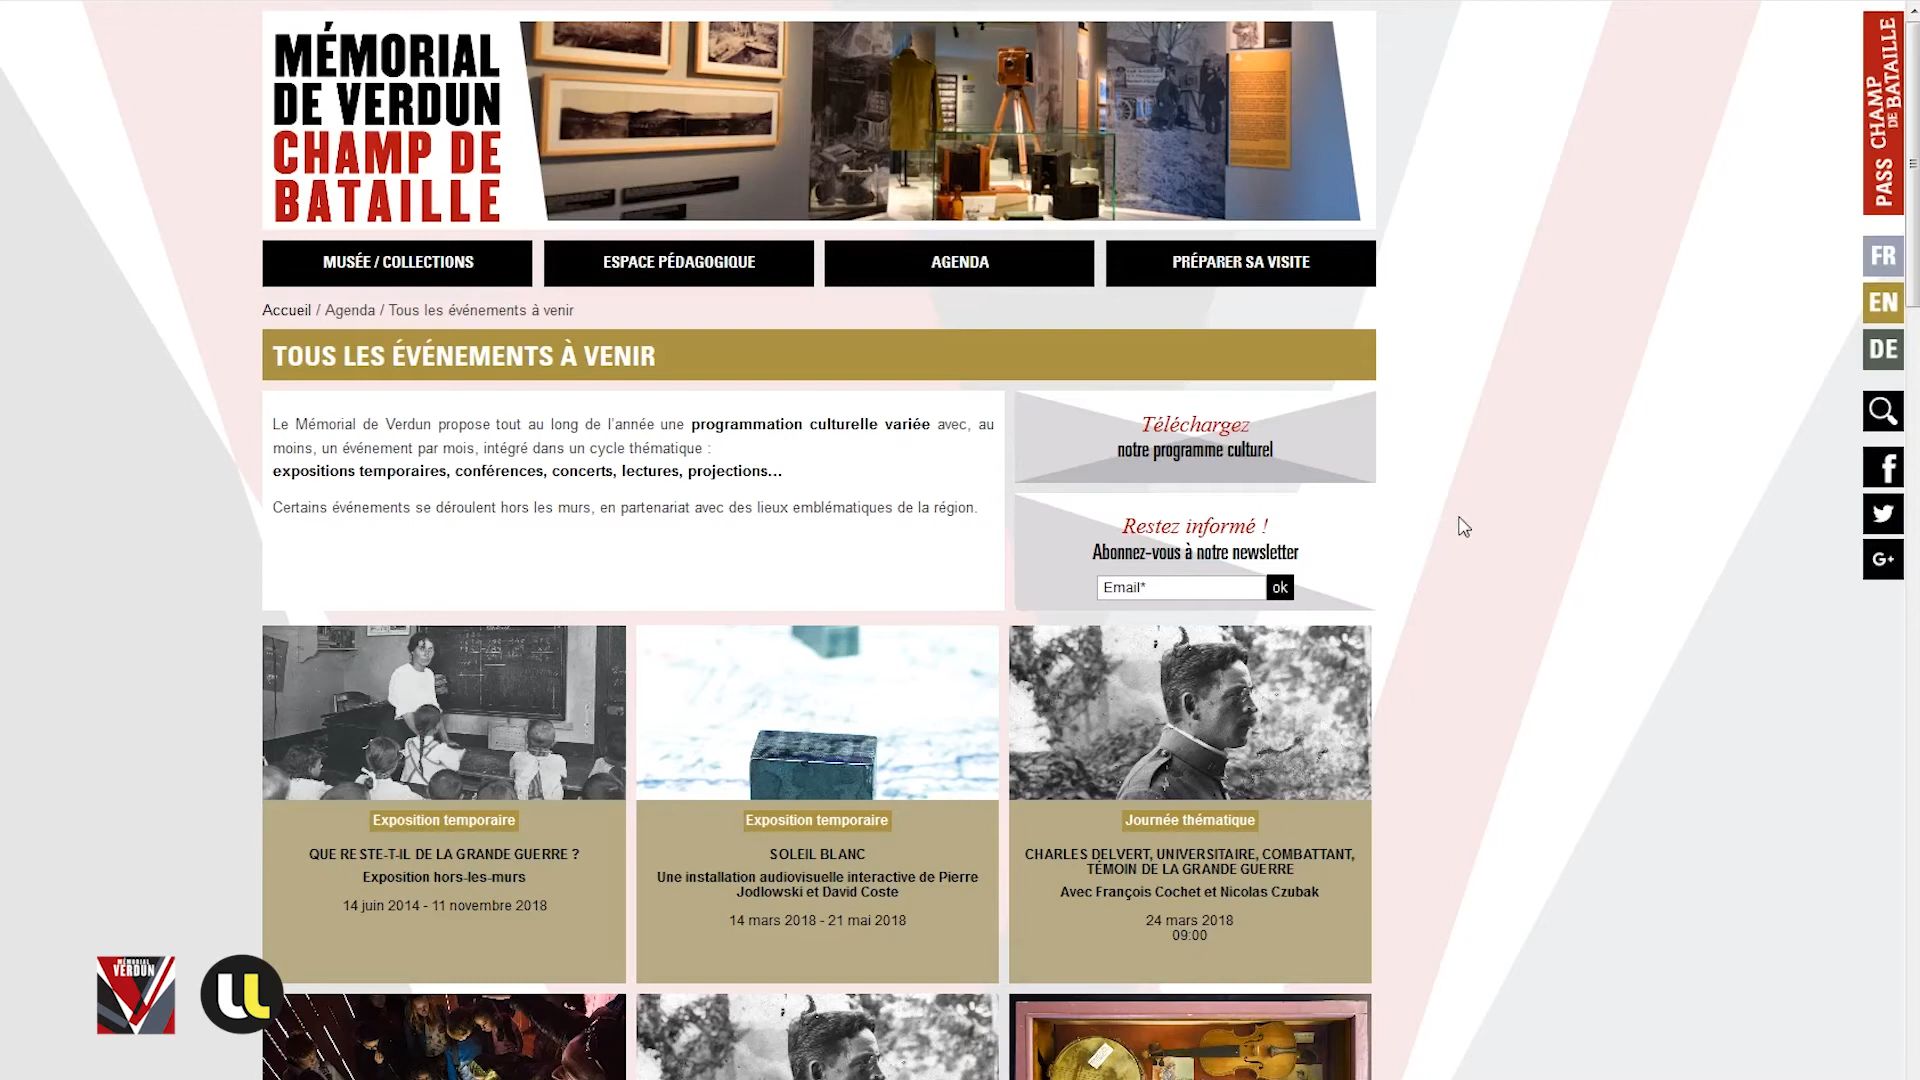 MÉMORIAL
DE VERDUN
CHAMP DE
BATAILLE
PASS CHAMP
DE BATAILLE
MUSÉE / COLLECTIONS
ESPACE PÉDAGOGIQUE
AGENDA
PRÉPARER SA VISITE
FR
EN
DE
Accueil / Agenda / Tous les événements à venir
TOUS LES ÉVÉNEMENTS À VENIR
Le Mémorial de Verdun propose tout au long de l'année une programmation culturelle variée avec, au
moins, un événement par mois, intégré dans un cycle thématique :
expositions temporaires, conférences, concerts, lectures, projections...
Certains événements se déroulent hors les murs, en partenariat avec des lieux emblématiques de la région.
Téléchargez
notre programme culturel
Restez informé !
Abonnez-vous à notre newsletter
Email*
ok
G+
Exposition temporaire
QUE RESTE-T-IL DE LA GRANDE GUERRE ?
Exposition hors-les-murs
14 juin 2014 - 11 novembre 2018
Exposition temporaire
SOLEIL BLANC
Une installation audiovisuelle interactive de Pierre
Jodlowski et David Coste
14 mars 2018 - 21 mai 2018
Journée thématique
CHARLES DELVERT, UNIVERSITAIRE, COMBATTANT,
TÉMOIN DE LA GRANDE GUERRE
Avec François Cochet et Nicolas Czubak
24 mars 2018
09:00
MÉMORIAL
VERDUN